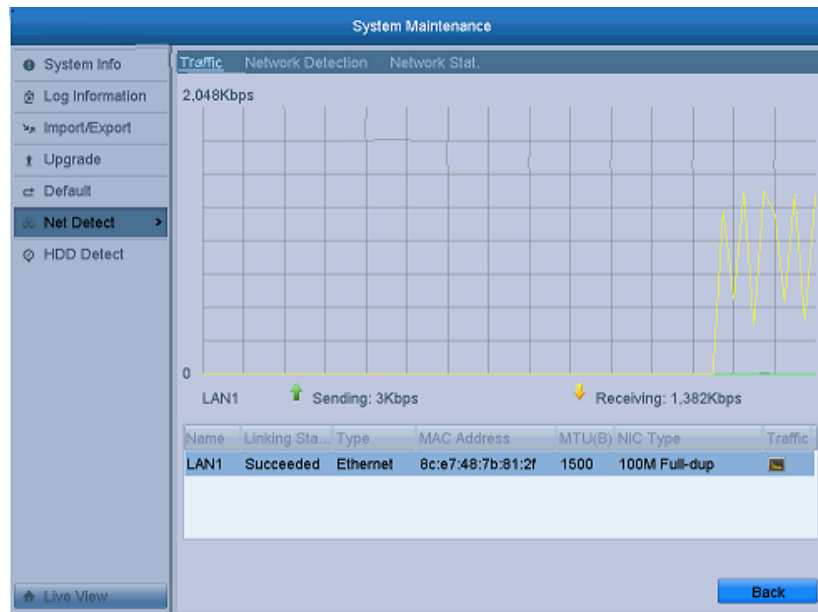 System Maintenance
System Info
Log Information
Import/Export
Upgrade
Default
Net Detect >
HDD Detect
Live View
Traffic Network Detection Network Stat.
2,048Kbps
0
LAN1 Sending: 3Kbps Receiving: 1,382Kbps
Name Linking Sta... Type MAC Address MTU(B) NIC Type Traffic
LAN1 Succeeded Ethernet 8c:e7:48:7b:81:2f 1500 100M Full-dup
Back